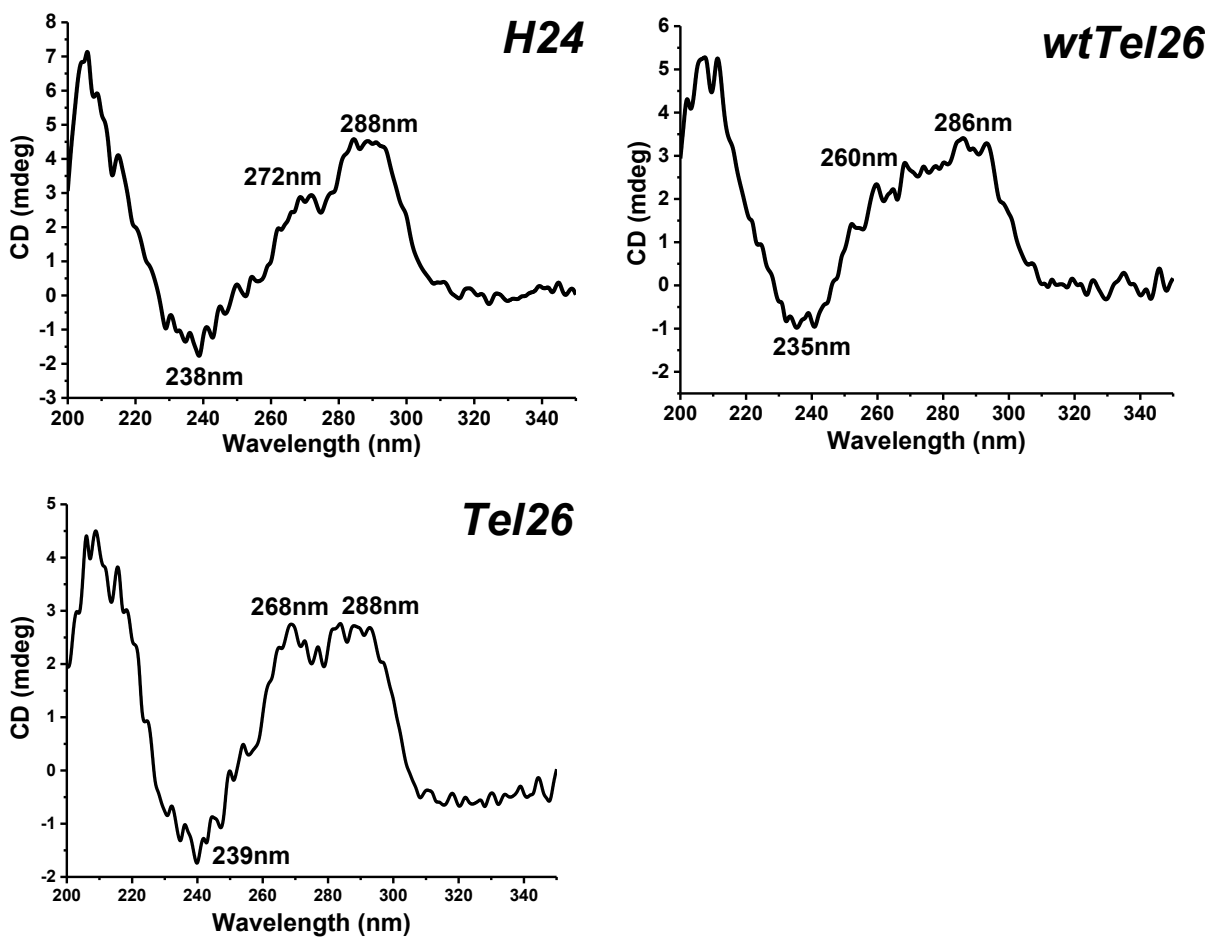 H24
8
7
6
5
4
3
2
1
0
-1
-2
-3
CD (mdeg)
288nm
272nm
238nm
200 220 240 260 280 300 320 340
Wavelength (nm)
wtTel26
6
5
4
3
2
1
0
-1
-2
CD (mdeg)
286nm
260nm
235nm
200 220 240 260 280 300 320 340
Wavelength (nm)
Tel26
5
4
3
2
1
0
-1
-2
CD (mdeg)
268nm 288nm
239nm
200 220 240 260 280 300 320 340
Wavelength (nm)